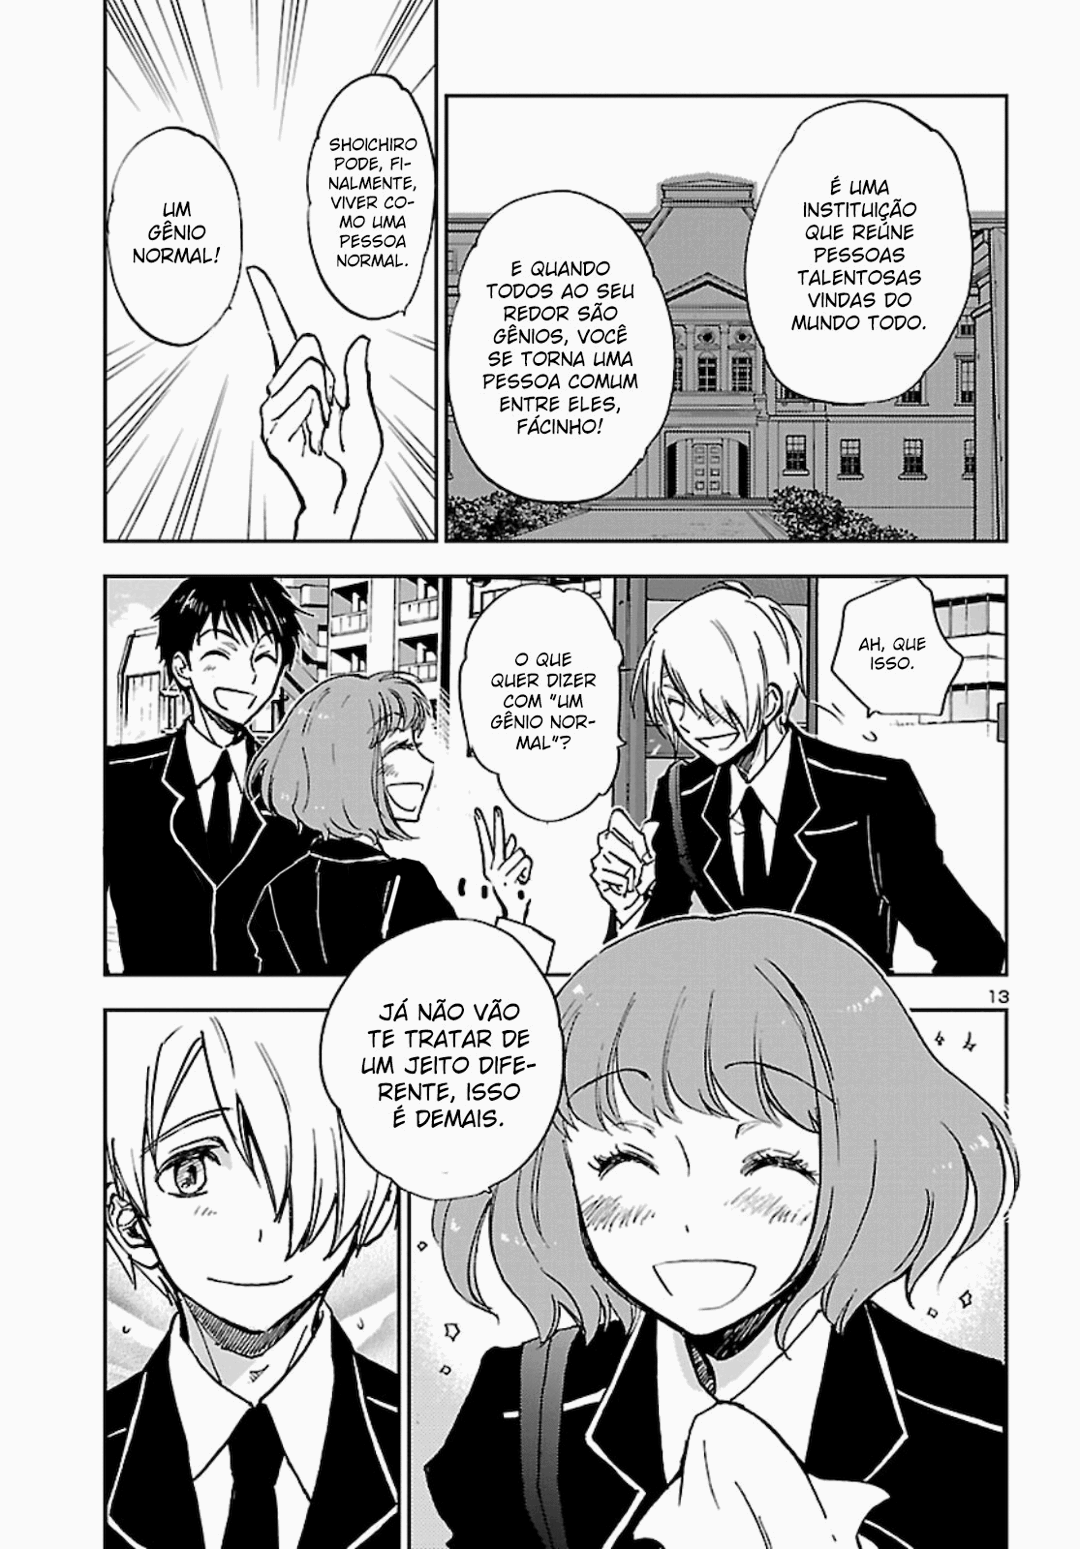 É UMA
INSTITUIÇÃO
QUE REÚNE
PESSOAS
TALENTOSAS
VINDAS DO
MUNDO TODO.
E QUANDO
TODOS AO SEU
REDOR SÃO
GÊNIOS, VOCÊ
SE TORNA UMA
PESSOA COMUM
ENTRE ELES,
FÁCINHO!
SHOICHIRO
PODE, FI-
NALMENTE,
VIVER CO-
MO UMA
PESSOA
NORMAL.
UM
GÊNIO
NORMAL!
AH, QUE
ISSO.
O QUE
QUER DIZER
COM "UM
GÊNIO NOR-
MAL"?
13
JÁ NÃO VÃO
TE TRATAR DE
UM JEITO DIFE-
RENTE, ISSO
É DEMAIS.